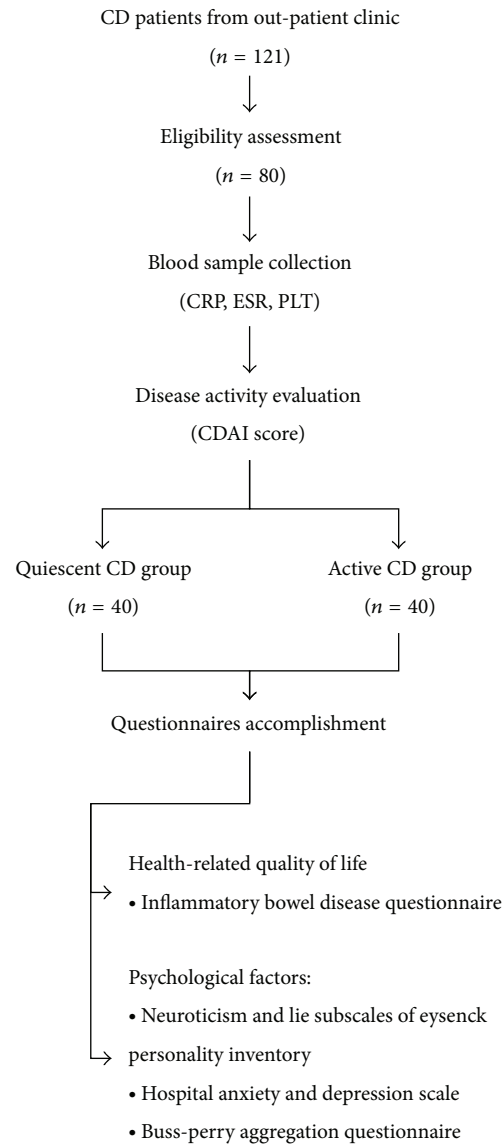 CD patients from out-patient clinic
(n = 121)
Eligibility assessment
(n = 80)
Blood sample collection
(CRP, ESR, PLT)
Disease activity evaluation
(CDAI score)
Quiescent CD group
(n = 40)
Active CD group
(n = 40)
Questionnaires accomplishment
Health-related quality of life
• Inflammatory bowel disease questionnaire
Psychological factors:
• Neuroticism and lie subscales of eysenck
personality inventory
• Hospital anxiety and depression scale
• Buss-perry aggregation questionnaire